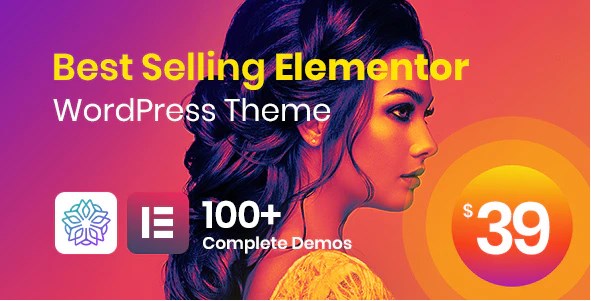 Best Selling Elementor
WordPress Theme
100+
Complete Demos
$39